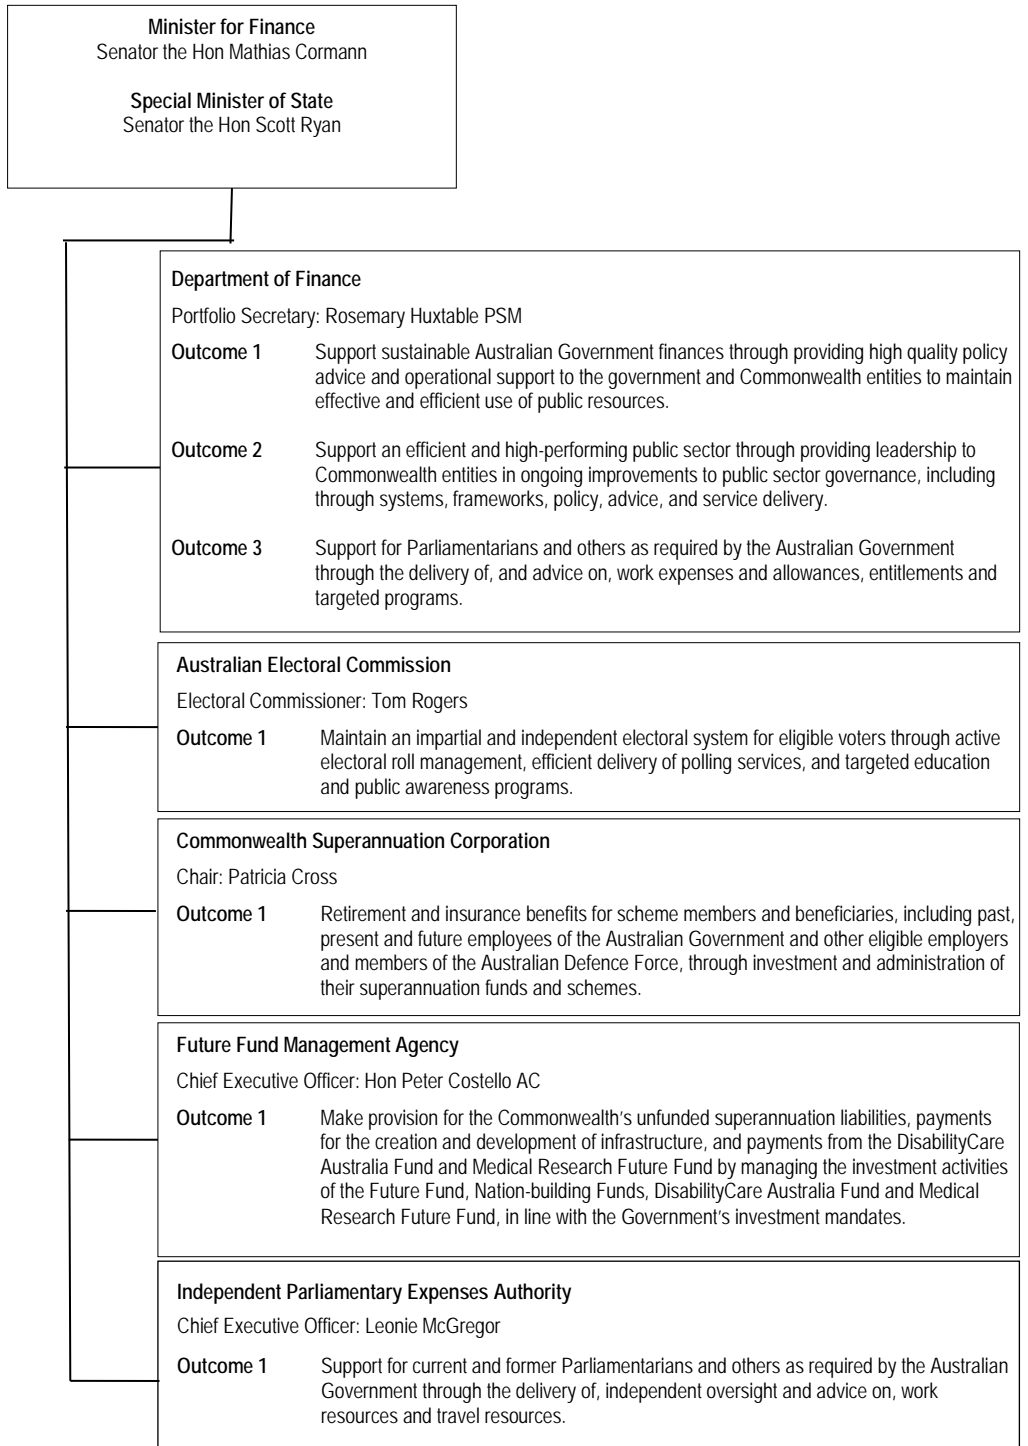 Minister for Finance
Senator the Hon Mathias Cormann
Special Minister of State
Senator the Hon Scott Ryan
Department of Finance
Portfolio Secretary: Rosemary Huxtable PSM
Outcome 1 Support sustainable Australian Government finances through providing high quality policy
advice and operational support to the government and Commonwealth entities to maintain
effective and efficient use of public resources.
Outcome 2 Support an efficient and high-performing public sector through providing leadership to
Commonwealth entities in ongoing improvements to public sector governance, including
through systems, frameworks, policy, advice, and service delivery.
Outcome 3 Support for Parliamentarians and others as required by the Australian Government
through the delivery of, and advice on, work expenses and allowances, entitlements and
targeted programs.
Australian Electoral Commission
Electoral Commissioner: Tom Rogers
Outcome 1 Maintain an impartial and independent electoral system for eligible voters through active
electoral roll management, efficient delivery of polling services, and targeted education
and public awareness programs.
Commonwealth Superannuation Corporation
Chair: Patricia Cross
Outcome 1 Retirement and insurance benefits for scheme members and beneficiaries, including past,
present and future employees of the Australian Government and other eligible employers
and members of the Australian Defence Force, through investment and administration of
their superannuation funds and schemes.
Future Fund Management Agency
Chief Executive Officer: Hon Peter Costello AC
Outcome 1 Make provision for the Commonwealth's unfunded superannuation liabilities, payments
for the creation and development of infrastructure, and payments from the DisabilityCare
Australia Fund and Medical Research Future Fund by managing the investment activities
of the Future Fund, Nation-building Funds, DisabilityCare Australia Fund and Medical
Research Future Fund, in line with the Government's investment mandates.
Independent Parliamentary Expenses Authority
Chief Executive Officer: Leonie McGregor
Outcome 1 Support for current and former Parliamentarians and others as required by the Australian
Government through the delivery of, independent oversight and advice on, work
resources and travel resources.